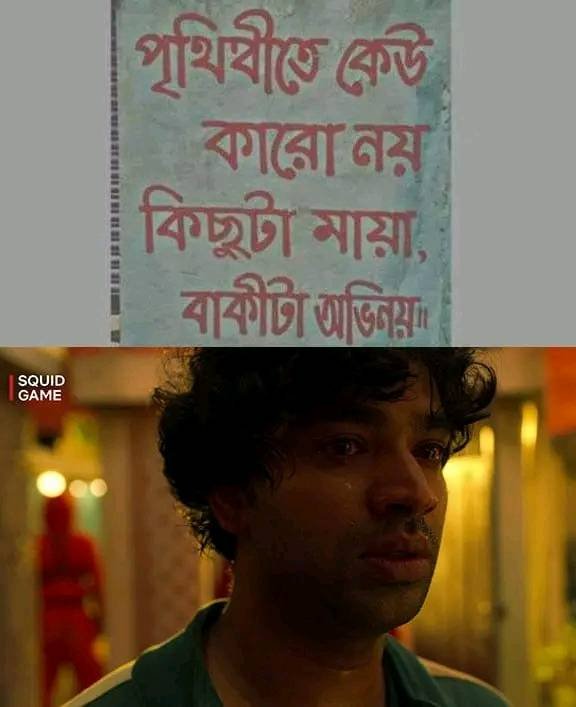 পৃথিবীতে কেউ
কারো নয়
কিছুটা মায়া,
বাকীটা অভিনয়॥
SQUID
GAME